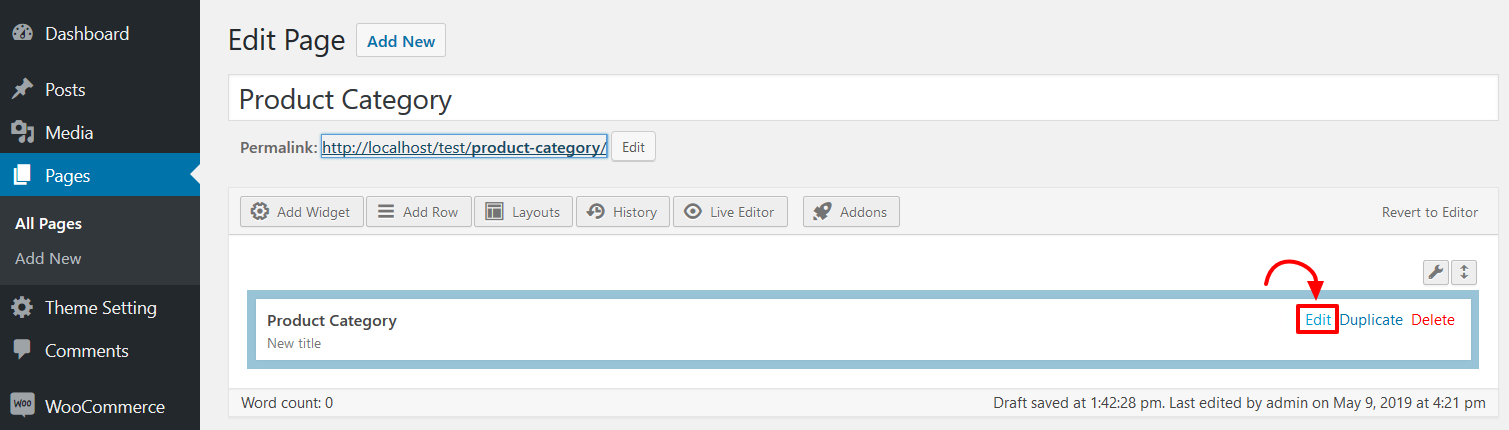 Dashboard
Posts
Media
Pages
All Pages
Add New
Theme Setting
Comments
Woo WooCommerce
Edit Page Add New
Product Category
Permalink: http://localhost/test/product-category/ Edit
Add Widget Add Row Layouts History Live Editor Addons Revert to Editor
Product Category Edit Duplicate Delete
New title
Word count: 0 Draft saved at 1:42:28 pm. Last edited by admin on May 9, 2019 at 4:21 pm